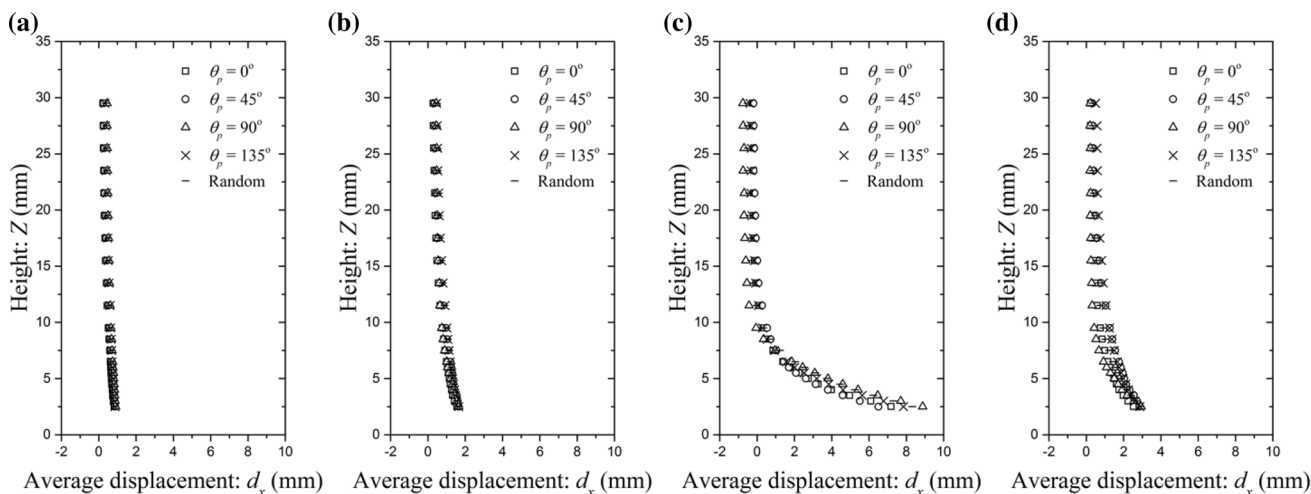 (a)
35
30
25
20
15
10
5
0
Height: Z (mm)
θp = 0°
θp = 45°
θp = 90°
θp = 135°
Random
-2 0 2 4 6 8 10
Average displacement: dx (mm)
(b)
35
30
25
20
15
10
5
0
Height: Z (mm)
θp = 0°
θp = 45°
θp = 90°
θp = 135°
Random
-2 0 2 4 6 8 10
Average displacement: dx (mm)
(c)
35
30
25
20
15
10
5
0
Height: Z (mm)
θp = 0°
θp = 45°
θp = 90°
θp = 135°
Random
-2 0 2 4 6 8 10
Average displacement: dx (mm)
(d)
35
30
25
20
15
10
5
0
Height: Z (mm)
θp = 0°
θp = 45°
θp = 90°
θp = 135°
Random
-2 0 2 4 6 8 10
Average displacement: dx (mm)